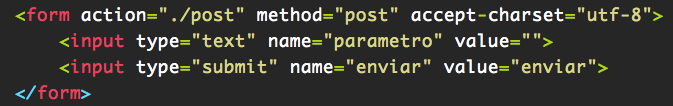 <form action="./post" method="post" accept-charset="utf-8">
<input type="text" name="parametro" value="">
<input type="submit" name="enviar" value="enviar">
</form>